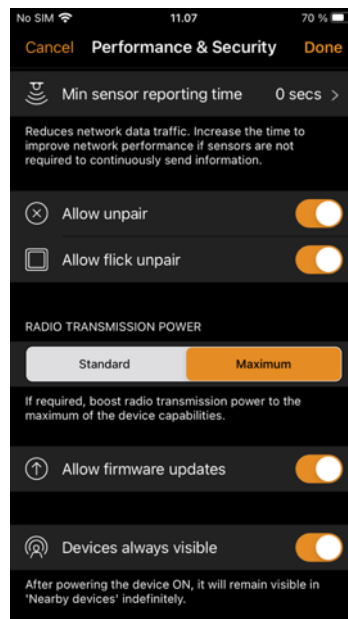 No SIM 11.07 70 %
Cancel Performance & Security Done
Min sensor reporting time 0 secs >
Reduces network data traffic. Increase the time to
improve network performance if sensors are not
required to continuously send information.
Allow unpair
Allow flick unpair
RADIO TRANSMISSION POWER
Standard Maximum
If required, boost radio transmission power to the
maximum of the device capabilities.
Allow firmware updates
Devices always visible
After powering the device ON, it will remain visible in
'Nearby devices' indefinitely.